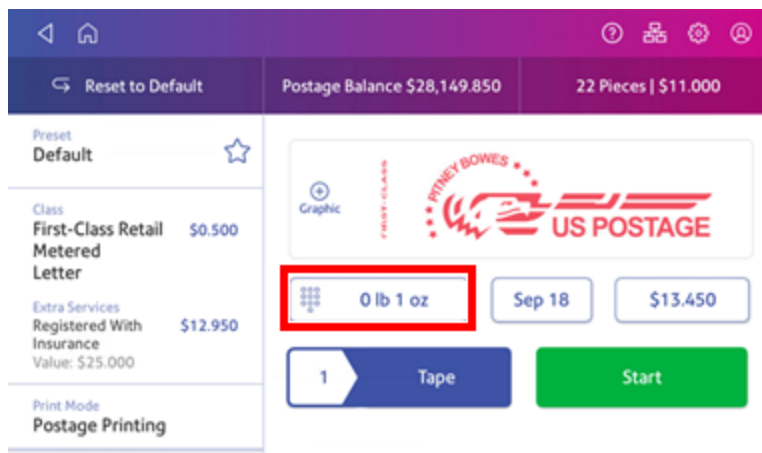 Reset to Default
Postage Balance $28,149.850
22 Pieces | $11.000
Preset
Default
Class
First-Class Retail $0.500
Metered
Letter
Extra Services
Registered With $12.950
Insurance
Value: $25.000
Print Mode
Postage Printing
Graphic
FIRST-CLASS
PITNEY BOWES
US POSTAGE
0 lb 1 oz
Sep 18
$13.450
1
Tape
Start